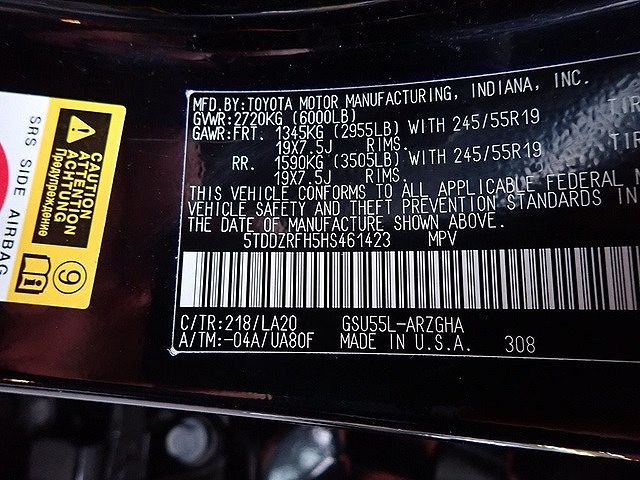 SRS SIDE AIRBAG
CAUTION
ATTENTION
ACHTUNG
Предупреждение
9
MFD.BY:TOYOTA MOTOR MANUFACTURING, INDIANA, INC.
GVWR:2720KG (6000LB)
GAWR:FRT. 1345KG (2955LB) WITH 245/55R19
19X7.5J RIMS.
RR. 1590KG (3505LB) WITH 245/55R19
19X7.5J RIMS.
THIS VEHICLE CONFORMS TO ALL APPLICABLE FEDERAL M
VEHICLE SAFETY AND THEFT PREVENTION STANDARDS IN
THE DATE OF MANUFACTURE SHOWN ABOVE.
5TDDZRFH5HS461423 MPV
C/TR:218/LA20 GSU55L-ARZGHA
A/TM:-04A/UA80F MADE IN U.S.A. 308